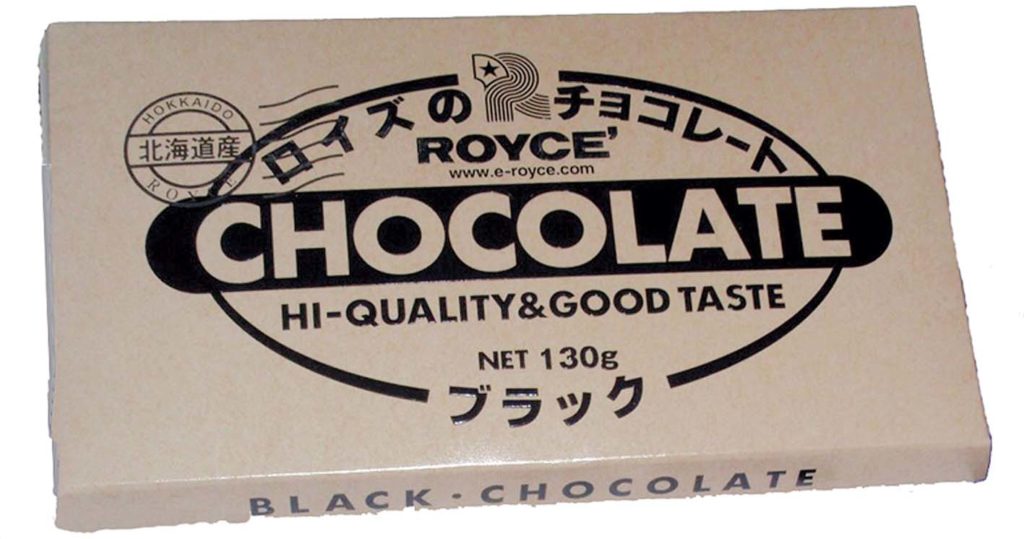 HOKKAIDO
北海道産
ROYCE'
ロイズの R チョコレート
ROYCE'
www.e-royce.com
CHOCOLATE
HI-QUALITY&GOOD TASTE
NET 130g
ブラック
BLACK・CHOCOLATE